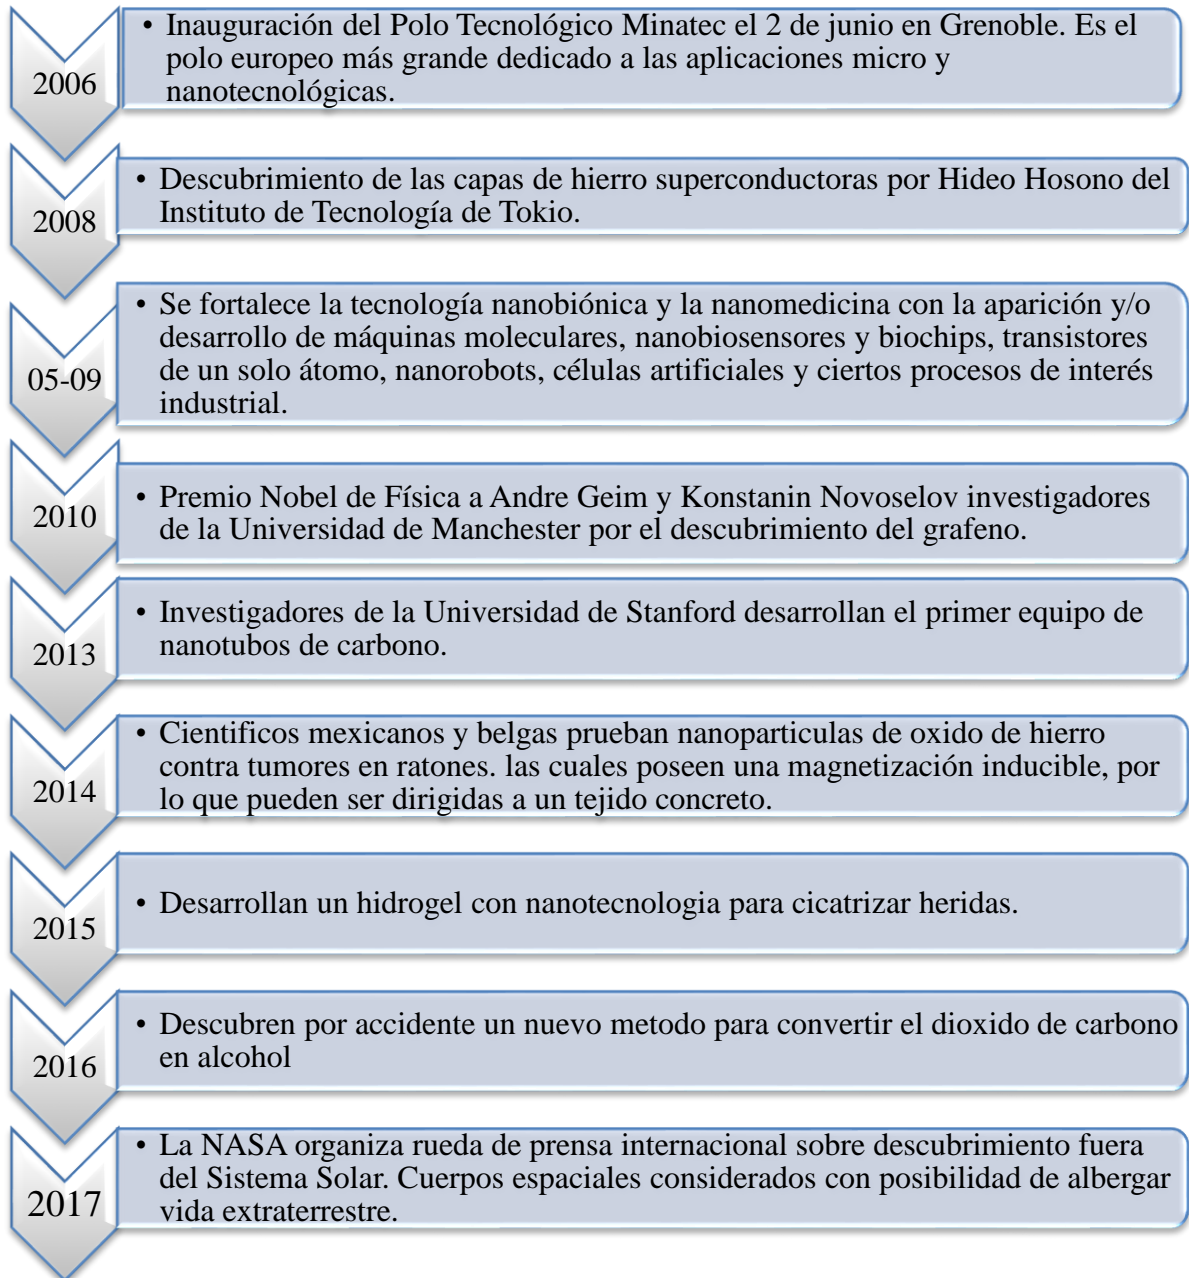 2006
• Inauguración del Polo Tecnológico Minatec el 2 de junio en Grenoble. Es el
polo europeo más grande dedicado a las aplicaciones micro y
nanotecnológicas.
2008
• Descubrimiento de las capas de hierro superconductoras por Hideo Hosono del
Instituto de Tecnología de Tokio.
05-09
• Se fortalece la tecnología nanobiónica y la nanomedicina con la aparición y/o
desarrollo de máquinas moleculares, nanobiosensores y biochips, transistores
de un solo átomo, nanorobots, células artificiales y ciertos procesos de interés
industrial.
2010
• Premio Nobel de Física a Andre Geim y Konstanin Novoselov investigadores
de la Universidad de Manchester por el descubrimiento del grafeno.
2013
• Investigadores de la Universidad de Stanford desarrollan el primer equipo de
nanotubos de carbono.
2014
• Cientificos mexicanos y belgas prueban nanoparticulas de oxido de hierro
contra tumores en ratones. las cuales poseen una magnetización inducible, por
lo que pueden ser dirigidas a un tejido concreto.
2015
• Desarrollan un hidrogel con nanotecnologia para cicatrizar heridas.
2016
• Descubren por accidente un nuevo metodo para convertir el dioxido de carbono
en alcohol
2017
• La NASA organiza rueda de prensa internacional sobre descubrimiento fuera
del Sistema Solar. Cuerpos espaciales considerados con posibilidad de albergar
vida extraterrestre.